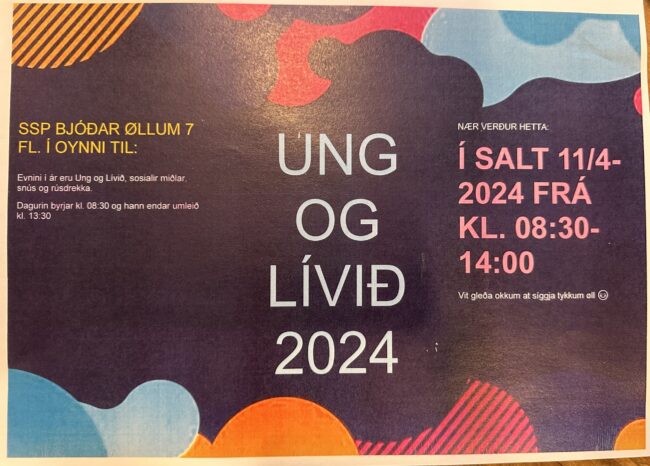 SSP BJÓÐAR ØLLUM 7
FL. Í OYNNI TIL:
Evnini í ár eru Ung og Lívið, sosialir miðlar,
snús og rúsdrekka.
Dagurin byrjar kl. 08:30 og hann endar umleið
kl. 13:30
UNG
OG
LÍVIÐ
2024
NÆR VERÐUR HETTA:
Í SALT 11/4-
2024 FRÁ
KL. 08:30-
14:00
Vit gleða okkum at siggja tykkum øll ☺